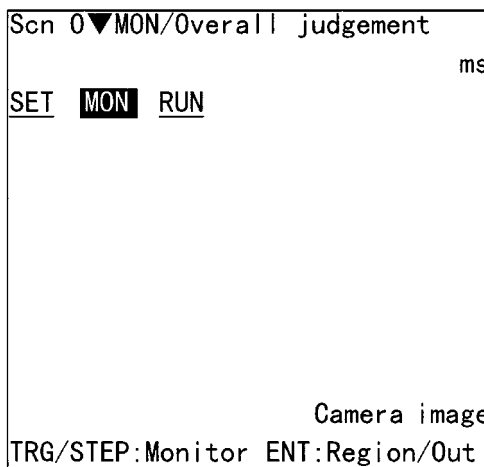 Scn 0▼MON/Overall judgement
ms
SET MON RUN
Camera image
TRG/STEP:Monitor ENT:Region/Out